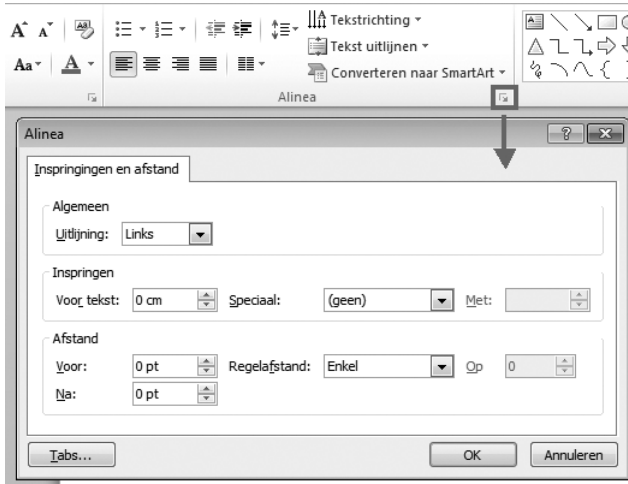 A A Tekstrichting
Tekst uitlijnen
Aa A Converteren naar SmartArt
Alinea
Alinea
Inspringingen en afstand
Algemeen
Uitlijning: Links
Inspringen
Voor tekst: 0 cm Speciaal: (geen) Met:
Afstand
Voor: 0 pt Regelafstand: Enkel Op 0
Na: 0 pt
Tabs... OK Annuleren